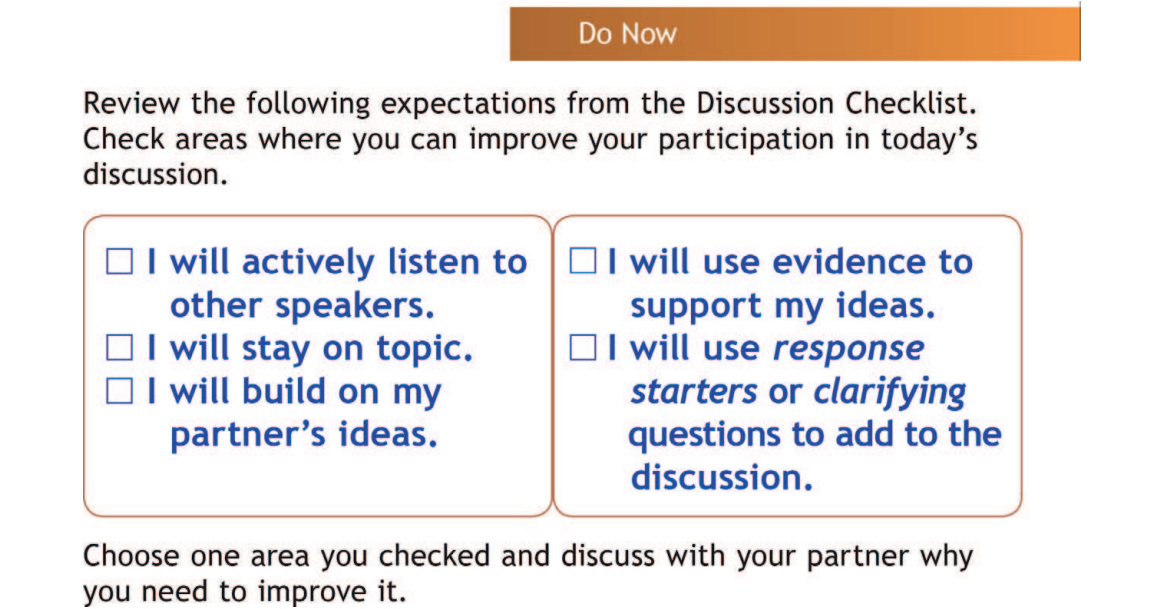 Do Now
Review the following expectations from the Discussion Checklist.
Check areas where you can improve your participation in today's
discussion.
☐ I will actively listen to
other speakers.
☐ I will stay on topic.
☐ I will build on my
partner's ideas.
☐ I will use evidence to
support my ideas.
☐ I will use response
starters or clarifying
questions to add to the
discussion.
Choose one area you checked and discuss with your partner why
you need to improve it.